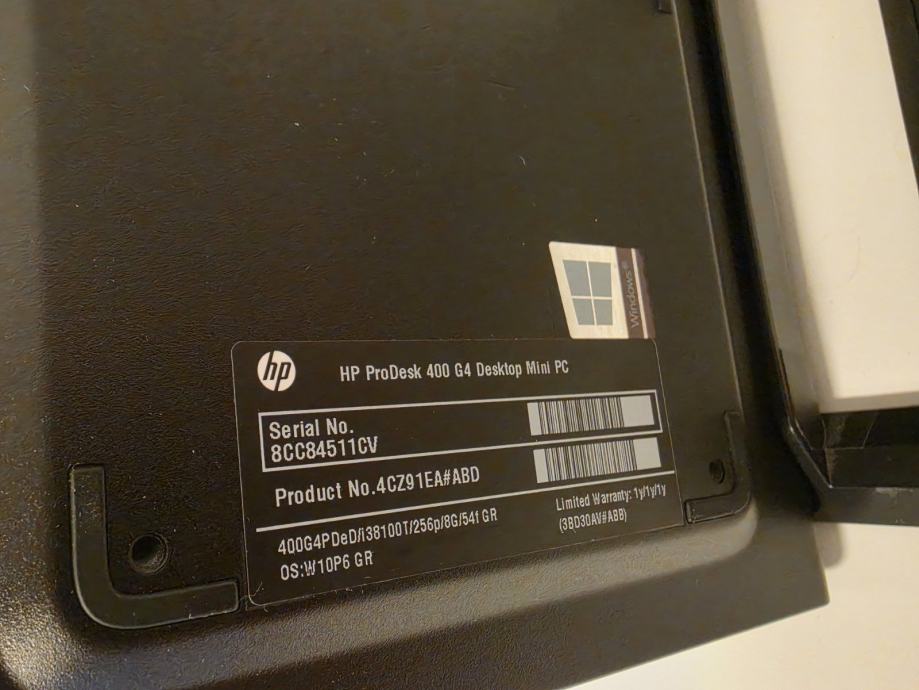 Windows®
hp
HP ProDesk 400 G4 Desktop Mini PC
Serial No.
8CC84511CV
Product No.4CZ91EA#ABD
400G4PDeD/i38100T/256p/8G/54f GR
OS:W10P6 GR
Limited Warranty: 1y/1y/1y
(3BD30AV#ABB)